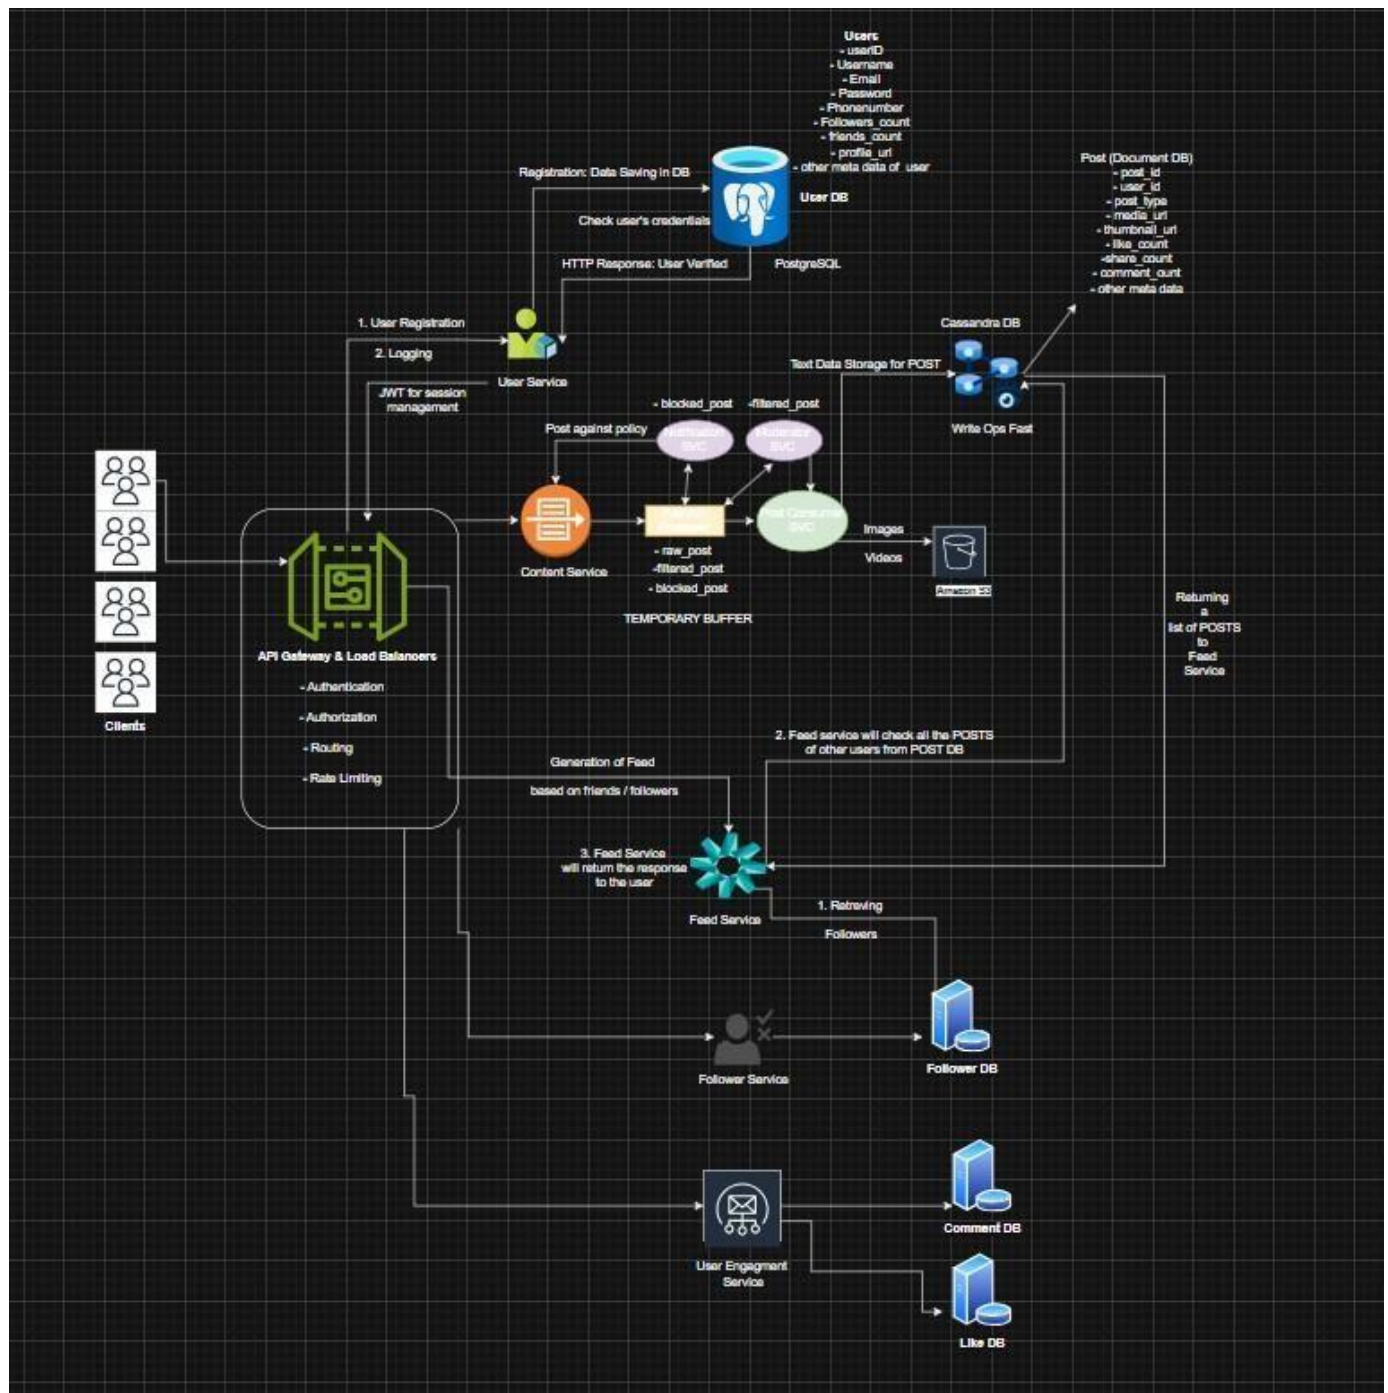 Users
- userID
- Username
- Email
- Password
- Phonenumber
- Followers_count
- friends_count
- profile_url
- other meta data of user
User DB
PostgreSQL
Registration: Data Saving in DB
Check user's credentials
HTTP Response: User Verified
Post (Document DB)
- post_id
- user_id
- post_type
- media_url
- thumbnail_url
- like_count
-share_count
- comment_ount
- other meta data
1. User Registration
2. Logging
User Service
JWT for session
management
Cassandra DB
Text Data Storage for POST
Write Ops Fast
- blocked_post
-filtered_post
Post against policy
SVC
SVC
SVC
Content Service
- raw_post
-filtered_post
- blocked_post
TEMPORARY BUFFER
Images
Videos
Amazon S3
Returning
a
list of POSTS
to
Feed
Service
Clients
API Gateway & Load Balancers
- Authentication
- Authorization
- Routing
- Rate Limiting
2. Feed service will check all the POSTS
of other users from POST DB
Generation of Feed
based on friends / followers
3. Feed Service
will return the response
to the user
Feed Service
1. Retreving
Followers
Follower Service
Follower DB
Comment DB
User Engagment
Service
Like DB